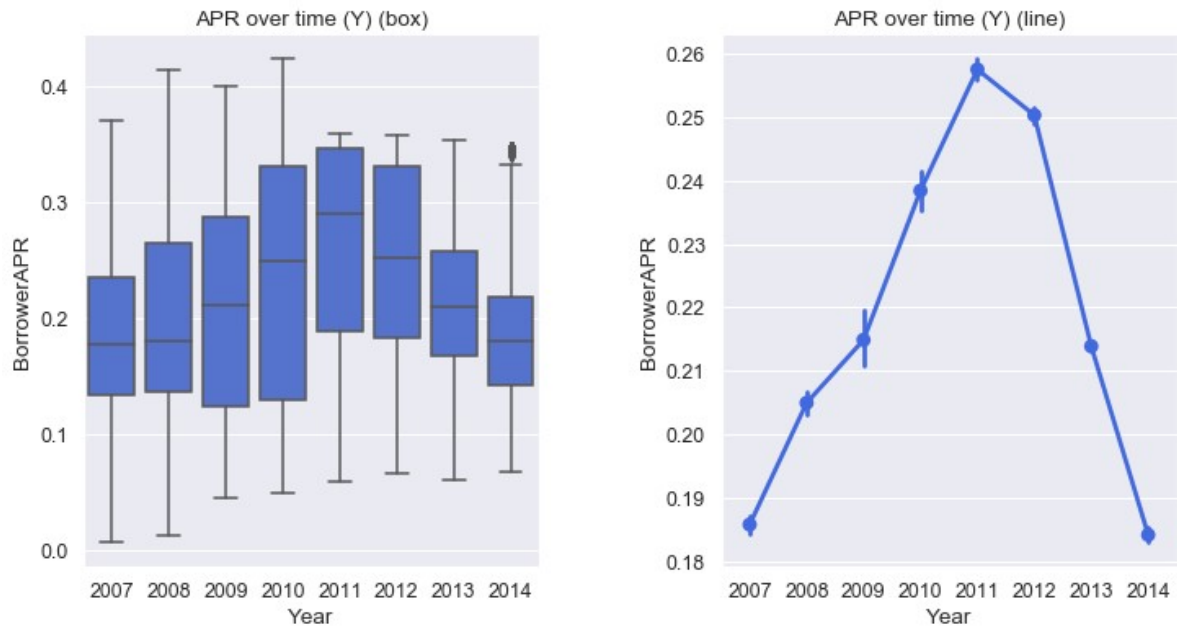 APR over time (Y) (box)
0.4
0.3
0.2
0.1
0.0
BorrowerAPR
2007 2008 2009 2010 2011 2012 2013 2014
Year
APR over time (Y) (line)
0.26
0.25
0.24
0.23
0.22
0.21
0.20
0.19
0.18
BorrowerAPR
2007 2008 2009 2010 2011 2012 2013 2014
Year